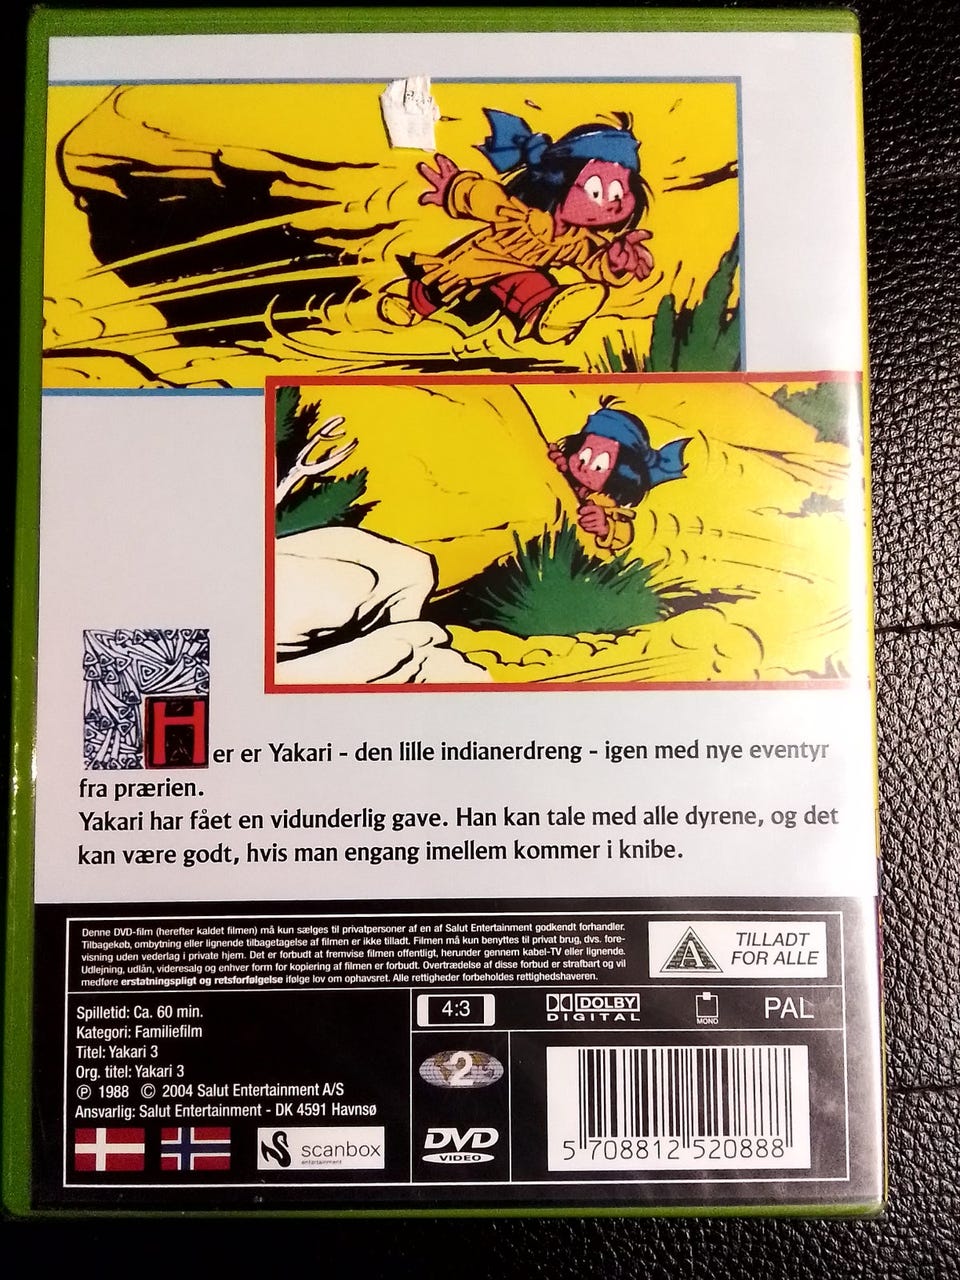 Her er Yakari - den lille indianerdreng - igen med nye eventyr
fra prærien.
Yakari har fået en vidunderlig gave. Han kan tale med alle dyrene, og det
kan være godt, hvis man engang imellem kommer i knibe.
Denne DVD-film (herefter kaldet filmen) må kun sælges til privatpersoner af en af Salut Entertainment godkendt forhandler.
Tilbagekøb, ombytning eller lignende tilbagetagelse af filmen er ikke tilladt. Filmen må kun benyttes til privat brug, dvs. fore-
visning uden vederlag i private hjem. Det er forbudt at fremvise filmen offentligt, herunder gennem kabel-TV eller lignende.
Udlejning, udlån, videresalg og enhver form for kopiering af filmen er forbudt. Overtrædelse af disse forbud er strafbart og vil
medføre erstatningspligt og retsforfølgelse ifølge lov om ophavsret. Alle rettigheder forbeholdes rettighedshaveren.
A
TILLADT
FOR ALLE
Spilletid: Ca. 60 min.
Kategori: Familiefilm
Titel: Yakari 3
Org. titel: Yakari 3
Ⓟ 1988 © 2004 Salut Entertainment A/S
Ansvarlig: Salut Entertainment - DK 4591 Havnsø
scanbox
entertainment
4:3
DOLBY
DIGITAL
MONO
PAL
2
DVD
VIDEO
5 708812 520888